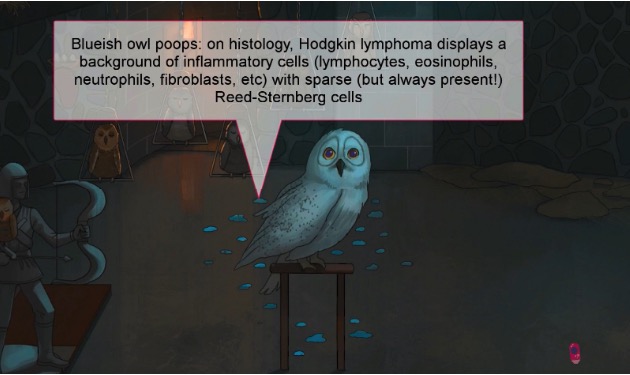 Blueish owl poops: on histology, Hodgkin lymphoma displays a
background of inflammatory cells (lymphocytes, eosinophils,
neutrophils, fibroblasts, etc) with sparse (but always present!)
Reed-Sternberg cells